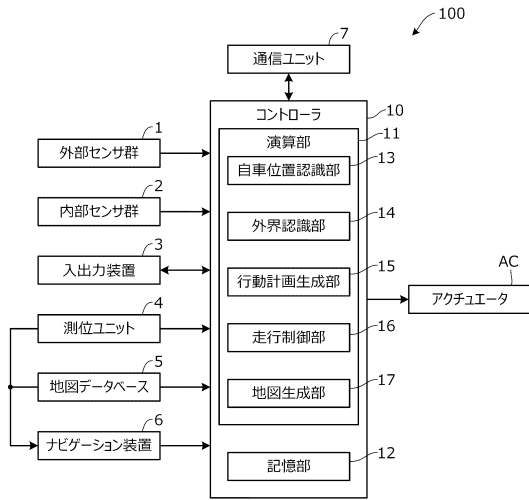 100
7
通信ユニット
10
コントローラ
11
演算部
1
外部センサ群
13
自車位置認識部
2
内部センサ群
14
外界認識部
3
入出力装置
15
行動計画生成部
AC
アクチュエータ
4
測位ユニット
16
走行制御部
5
地図データベース
17
地図生成部
6
ナビゲーション装置
12
記憶部